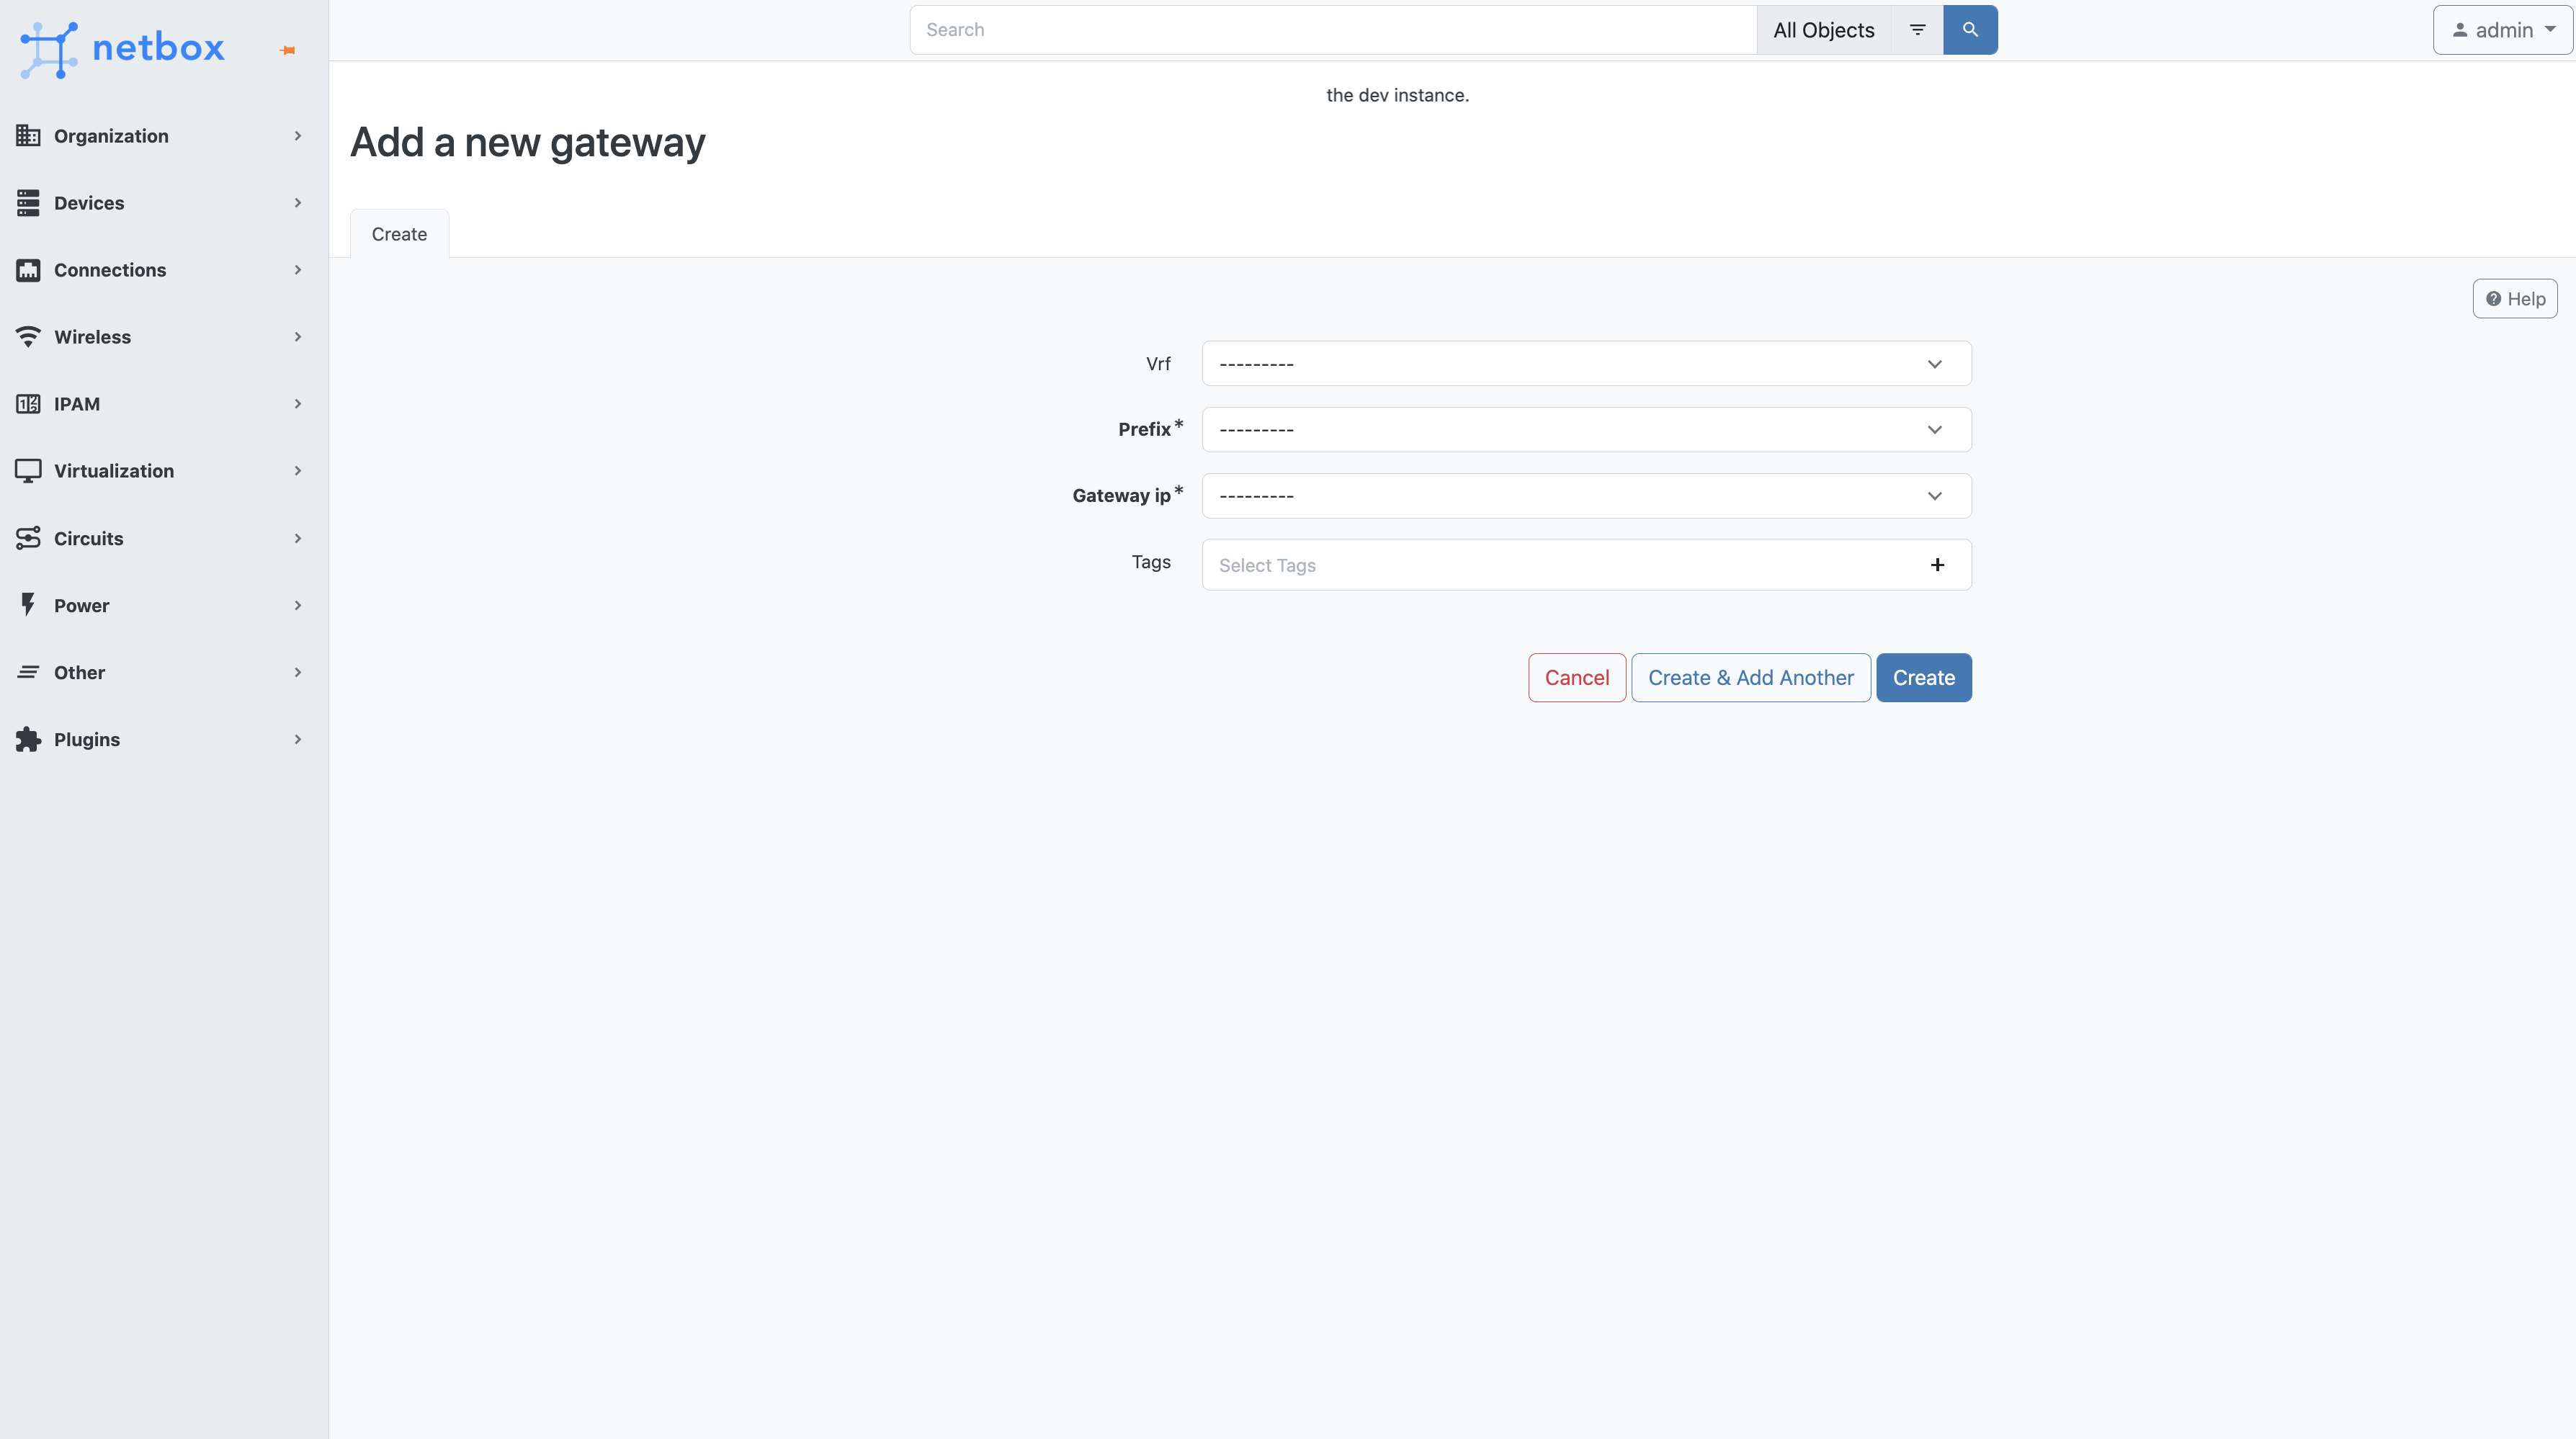 netbox
Search
All Objects
admin
the dev instance.
Add a new gateway
Create
Organization
Devices
Connections
Wireless
IPAM
Virtualization
Circuits
Power
Other
Plugins
Help
Vrf ---------
Prefix* ---------
Gateway ip* ---------
Tags Select Tags +
Cancel Create & Add Another Create